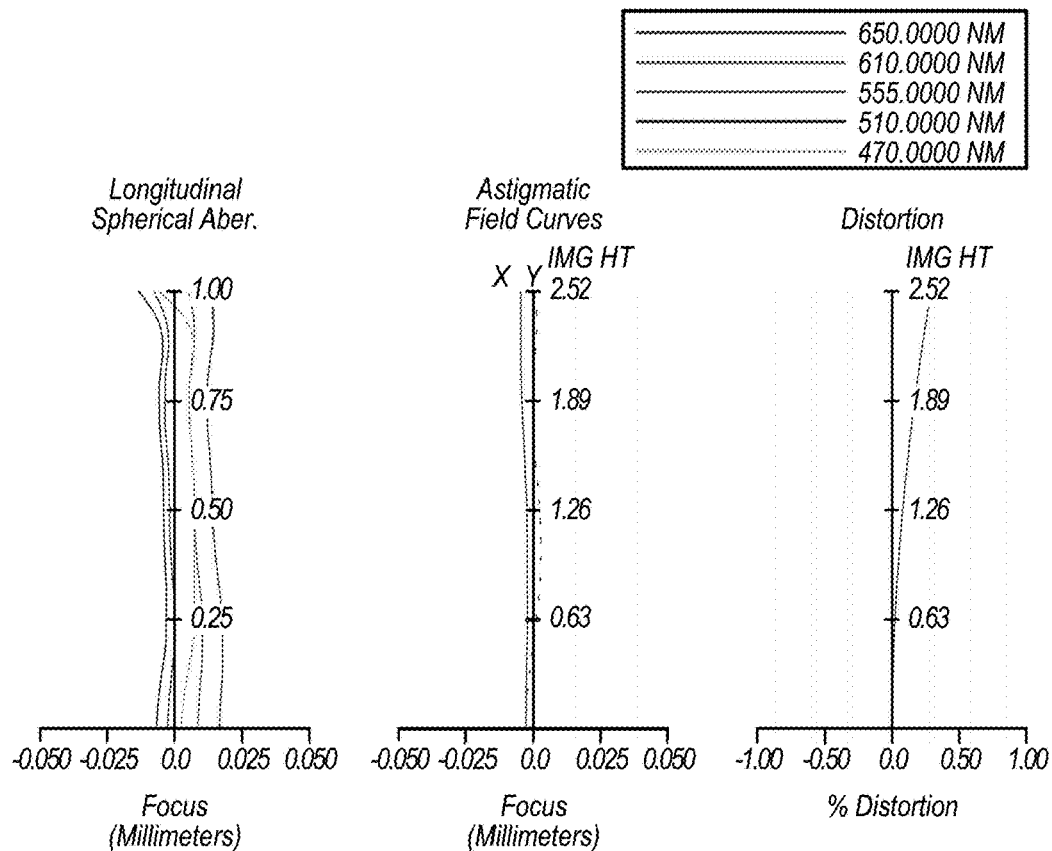 650.0000 NM
610.0000 NM
555.0000 NM
510.0000 NM
470.0000 NM
Longitudinal
Spherical Aber.
1.00
0.75
0.50
0.25
-0.050 -0.025 0.0 0.025 0.050
Focus
(Millimeters)
Astigmatic
Field Curves
IMG HT
X Y
2.52
1.89
1.26
0.63
-0.050 -0.025 0.0 0.025 0.050
Focus
(Millimeters)
Distortion
IMG HT
2.52
1.89
1.26
0.63
-1.00 -0.50 0.0 0.50 1.00
% Distortion